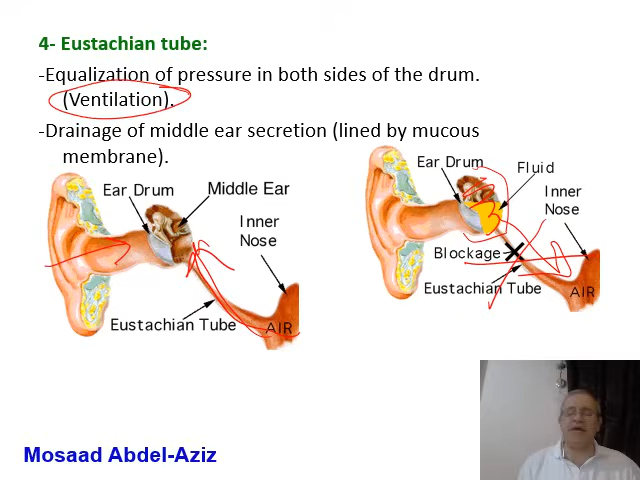 4- Eustachian tube:
-Equalization of pressure in both sides of the drum.
(Ventilation).
-Drainage of middle ear secretion (lined by mucous
membrane).
Ear Drum
Middle Ear
Inner
Nose
Eustachian Tube
AIR
Ear Drum
Fluid
Inner
Nose
Blockage
Eustachian Tube
AIR
Mosaad Abdel-Aziz